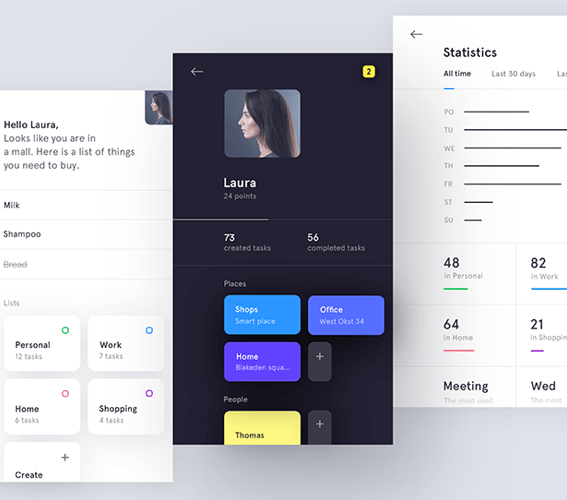 Hello Laura,
Looks like you are in
a mall. Here is a list of things
you need to buy.
Milk
Shampoo
Bread
Lists
Personal
12 tasks
Work
7 tasks
Home
6 tasks
Shopping
4 tasks
Create
2
Laura
24 points
73
created tasks
56
completed tasks
Places
Shops
Smart place
Office
West Okst 34
Home
Blakeden squa...
People
Thomas
Statistics
All time
Last 30 days
Las
PO
TU
WE
TH
FR
ST
SU
48
in Personal
82
in Work
64
in Home
21
in Shoppin
Meeting
The most used
Wed
The most